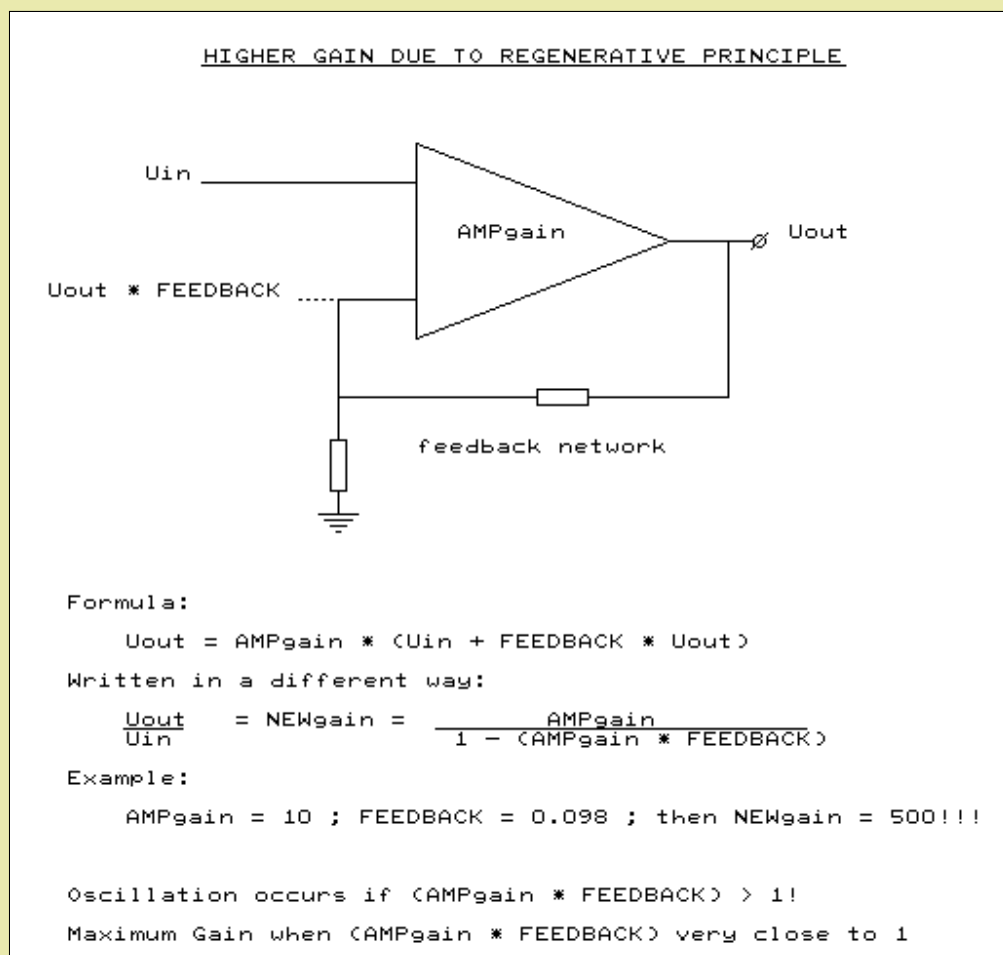 HIGHER GAIN DUE TO REGENERATIVE PRINCIPLE
Uin
AMPgain
Uout
Uout * FEEDBACK
feedback network
Formula:
Uout = AMPgain * (Uin + FEEDBACK * Uout)
Written in a different way:
Uout = NEWgain = AMPgain
Uin 1 - (AMPgain * FEEDBACK)
Example:
AMPgain = 10 ; FEEDBACK = 0.098 ; then NEWgain = 500!!!
Oscillation occurs if (AMPgain * FEEDBACK) > 1!
Maximum Gain when (AMPgain * FEEDBACK) very close to 1